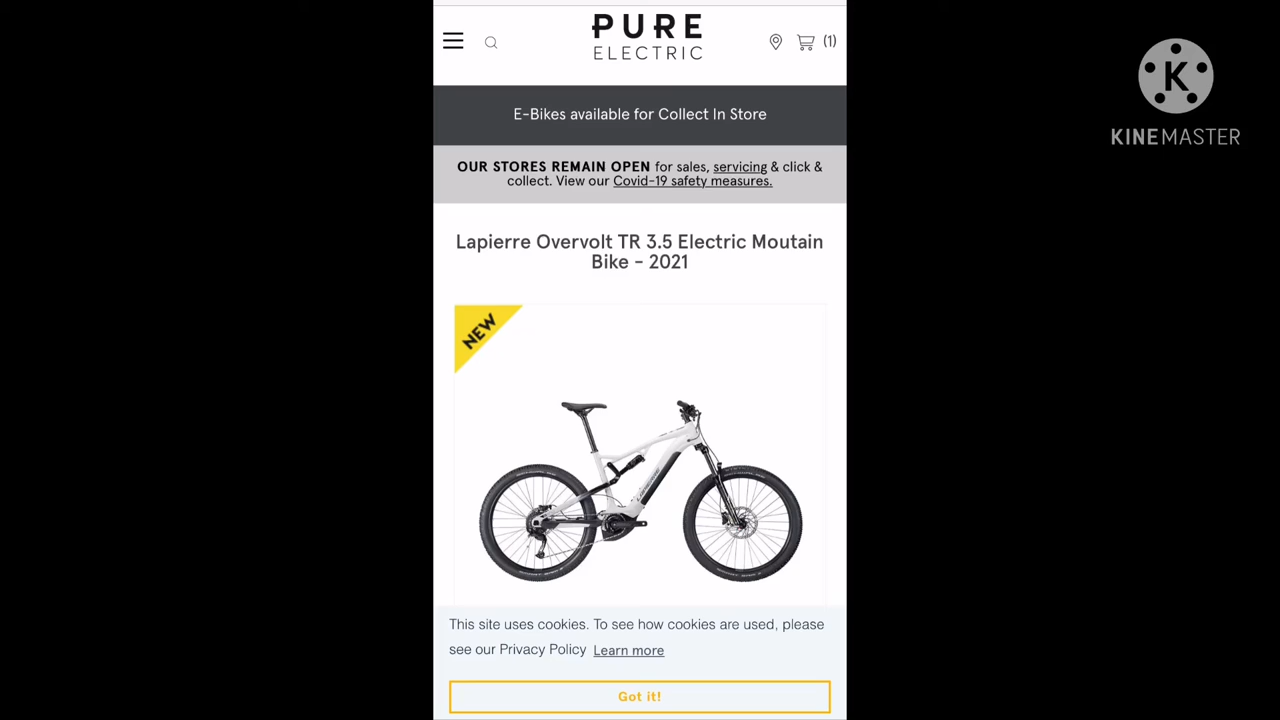 PURE
ELECTRIC
(1)
K
KINEMASTER
E-Bikes available for Collect In Store
OUR STORES REMAIN OPEN for sales, servicing & click &
collect. View our Covid-19 safety measures.
Lapierre Overvolt TR 3.5 Electric Moutain
Bike - 2021
NEW
This site uses cookies. To see how cookies are used, please
see our Privacy Policy Learn more
Got it!